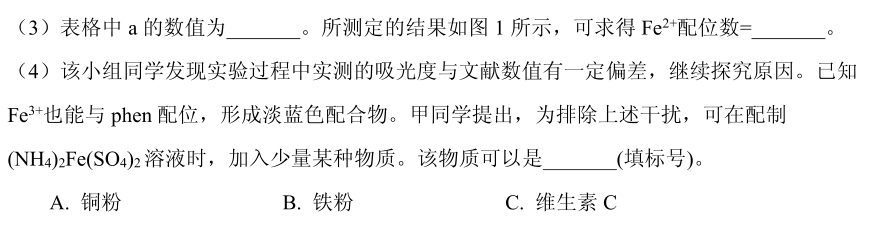 （3）表格中 a 的数值为_______。所测定的结果如图 1 所示，可求得 Fe²⁺配位数=_______。
（4）该小组同学发现实验过程中实测的吸光度与文献数值有一定偏差，继续探究原因。已知
Fe³⁺也能与 phen 配位，形成淡蓝色配合物。甲同学提出，为排除上述干扰，可在配制
(NH₄)₂Fe(SO₄)₂ 溶液时，加入少量某种物质。该物质可以是_______(填标号)。
A. 铜粉 B. 铁粉 C. 维生素 C